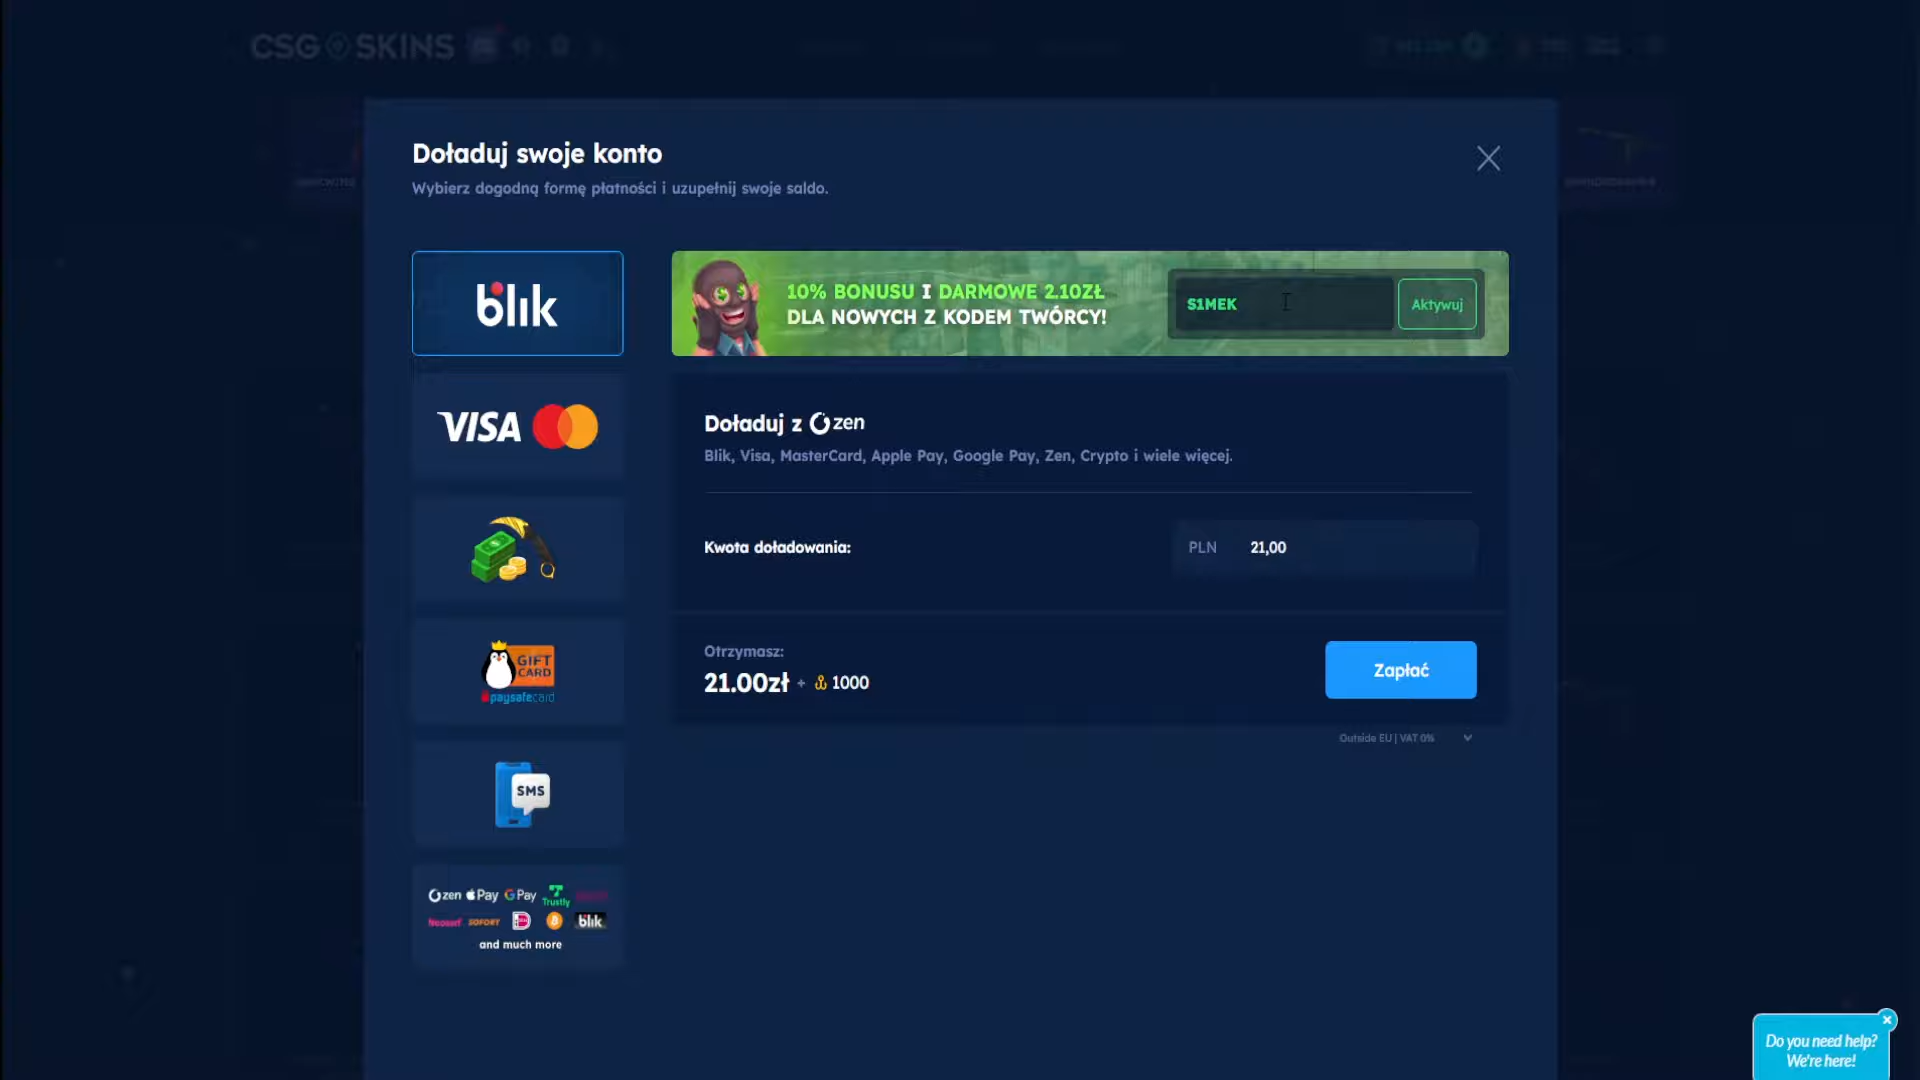 CSG SKINS
Doładuj swoje konto
Wybierz dogodną formę płatności i uzupełnij swoje saldo.
blik
10% BONUSU I DARMOWE 2.10ZŁ
DLA NOWYCH Z KODEM TWÓRCY!
S1MEK
Aktywuj
VISA
Doładuj z zen
Blik, Visa, MasterCard, Apple Pay, Google Pay, Zen, Crypto i wiele więcej.
Kwota doładowania:
PLN 21,00
GIFT
CARD
paysafecard
Otrzymasz:
21.00zł + 1000
Zapłać
Outside EU | VAT 0%
SMS
zen Pay G Pay Trustly
Neosurf SOFORT blik
and much more
Do you need help?
We're here!